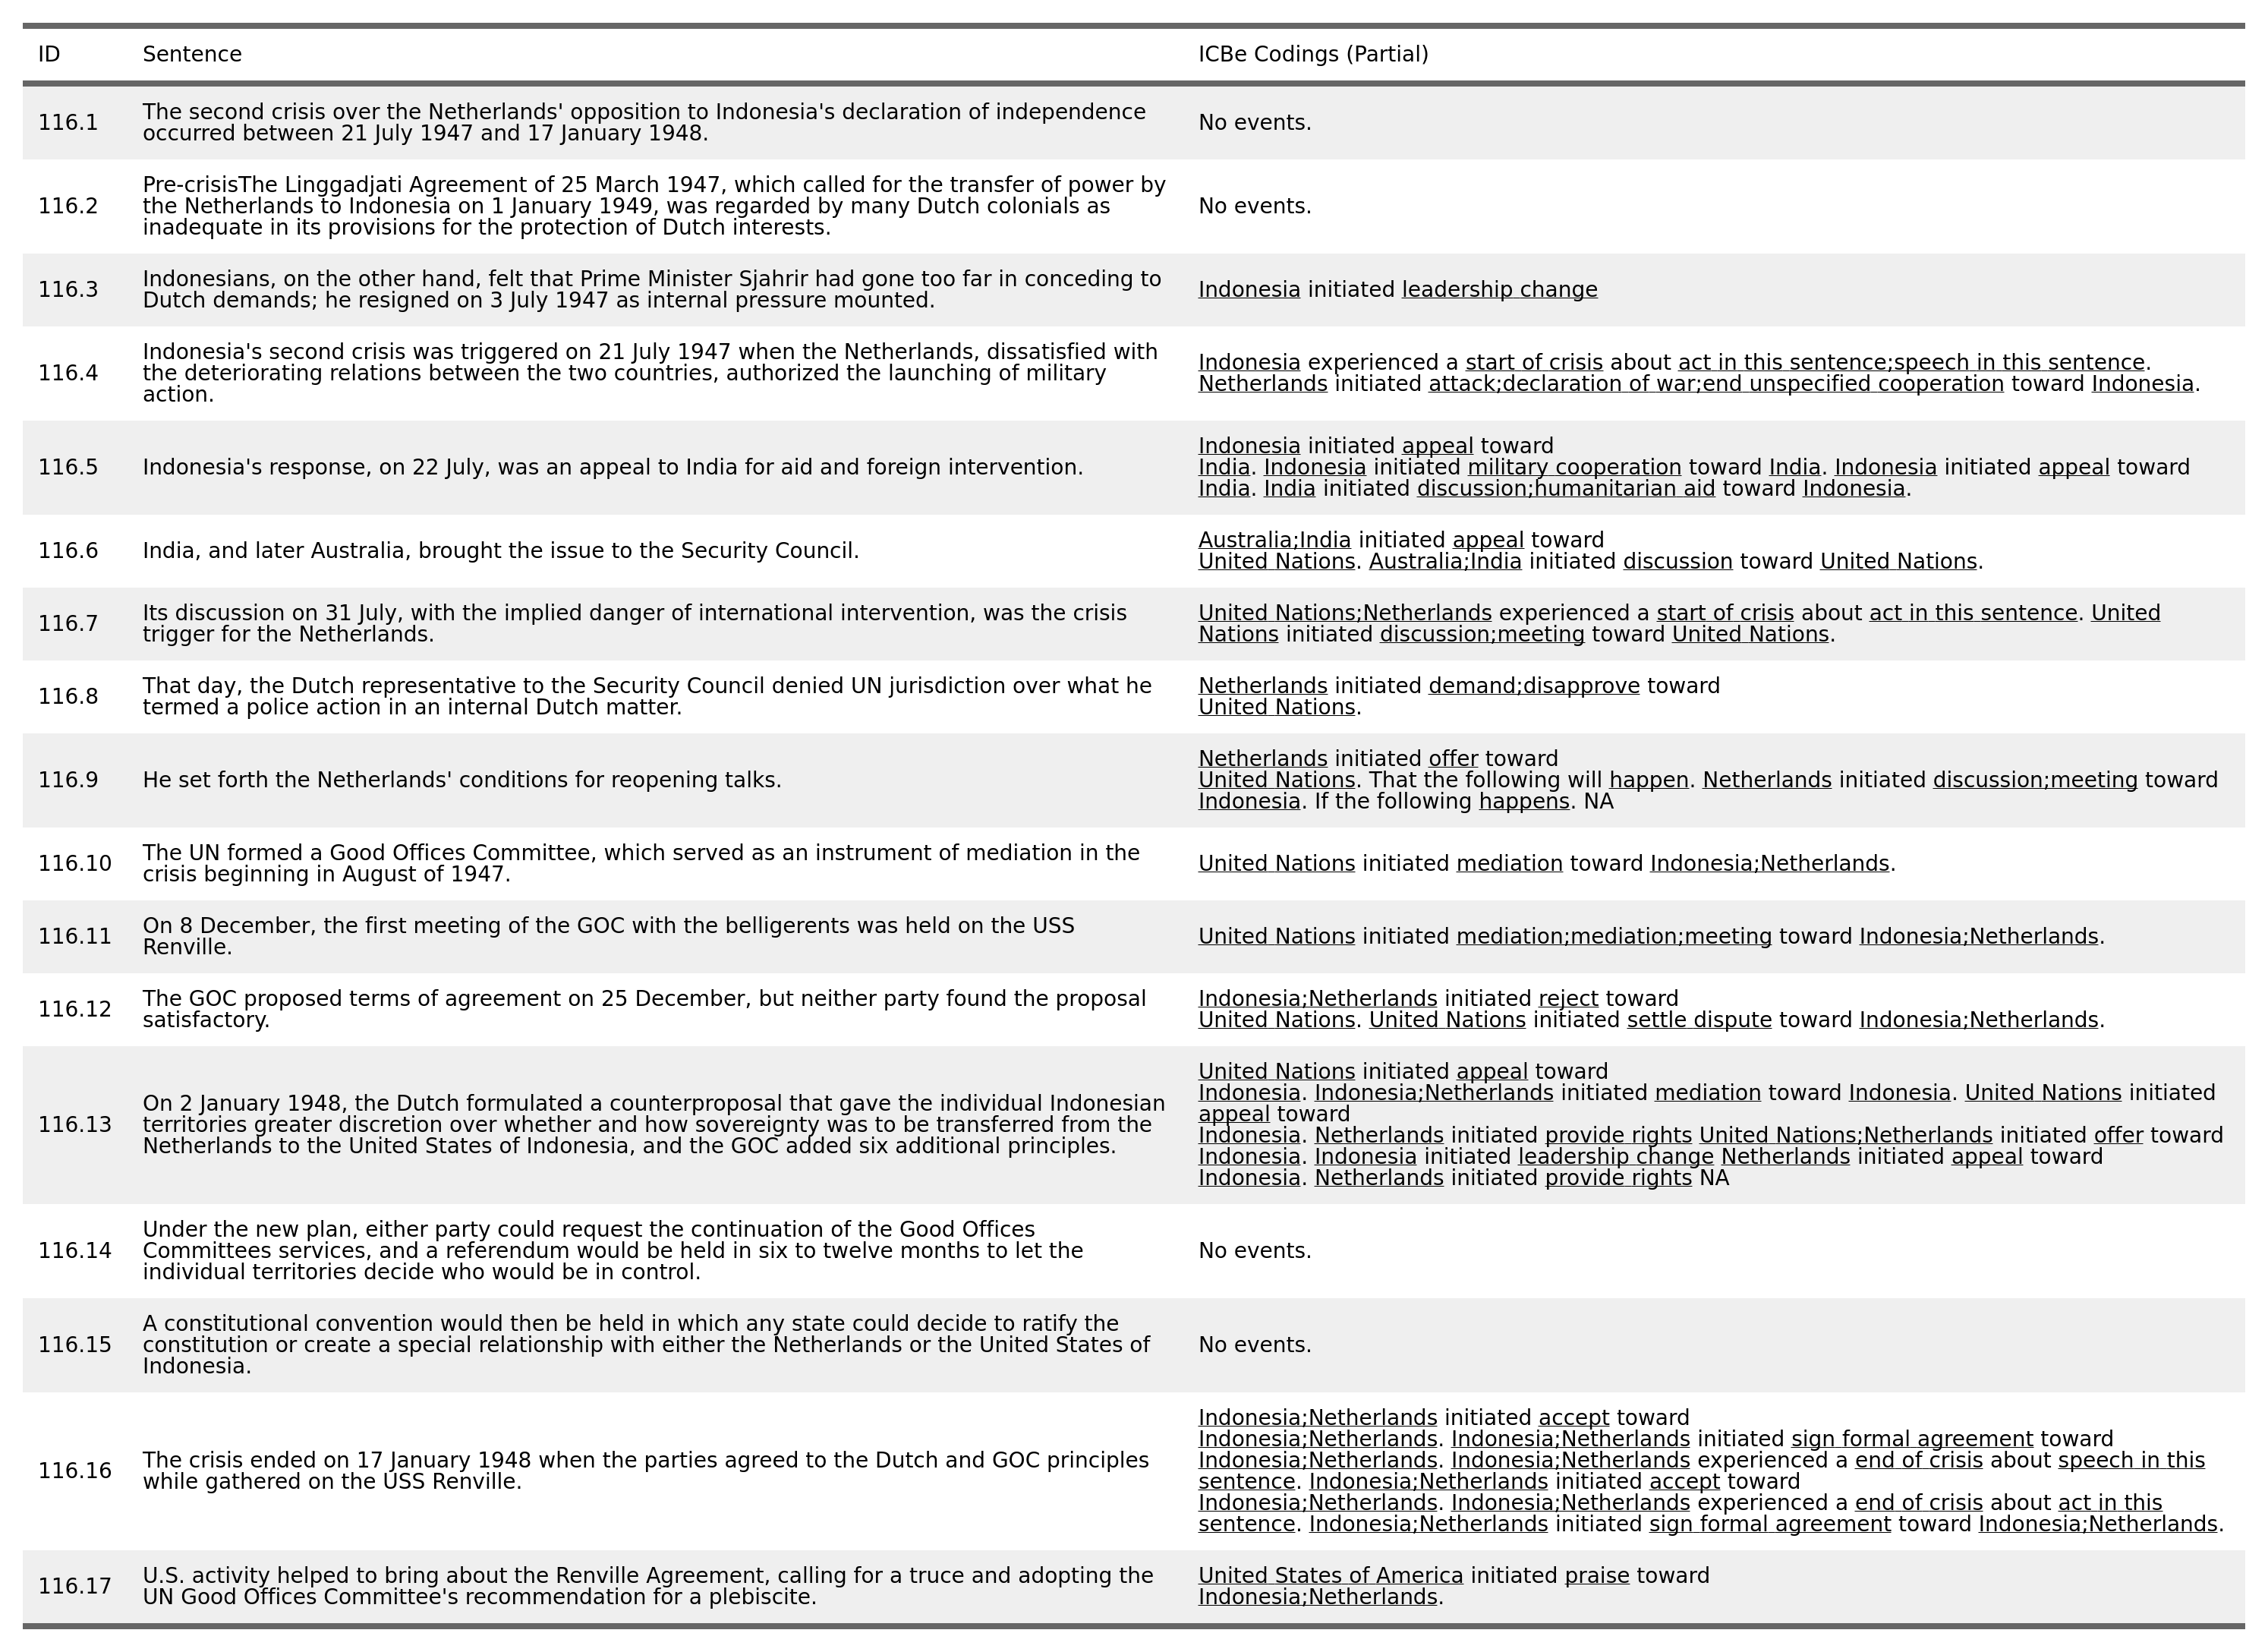 ID Sentence ICBe Codings (Partial)
116.1 The second crisis over the Netherlands' opposition to Indonesia's declaration of independence
occurred between 21 July 1947 and 17 January 1948.
No events.
116.2 Pre-crisisThe Linggadjati Agreement of 25 March 1947, which called for the transfer of power by
the Netherlands to Indonesia on 1 January 1949, was regarded by many Dutch colonials as
inadequate in its provisions for the protection of Dutch interests.
No events.
116.3 Indonesians, on the other hand, felt that Prime Minister Sjahrir had gone too far in conceding to
Dutch demands; he resigned on 3 July 1947 as internal pressure mounted.
Indonesia initiated leadership change
116.4 Indonesia's second crisis was triggered on 21 July 1947 when the Netherlands, dissatisfied with
the deteriorating relations between the two countries, authorized the launching of military
action.
Indonesia experienced a start of crisis about act in this sentence;speech in this sentence.
Netherlands initiated attack;declaration of war;end unspecified cooperation toward Indonesia.
116.5 Indonesia's response, on 22 July, was an appeal to India for aid and foreign intervention.
Indonesia initiated appeal toward
India. Indonesia initiated military cooperation toward India. Indonesia initiated appeal toward
India. India initiated discussion;humanitarian aid toward Indonesia.
116.6 India, and later Australia, brought the issue to the Security Council.
Australia;India initiated appeal toward
United Nations. Australia;India initiated discussion toward United Nations.
116.7 Its discussion on 31 July, with the implied danger of international intervention, was the crisis
trigger for the Netherlands.
United Nations;Netherlands experienced a start of crisis about act in this sentence. United
Nations initiated discussion;meeting toward United Nations.
116.8 That day, the Dutch representative to the Security Council denied UN jurisdiction over what he
termed a police action in an internal Dutch matter.
Netherlands initiated demand;disapprove toward
United Nations.
116.9 He set forth the Netherlands' conditions for reopening talks.
Netherlands initiated offer toward
United Nations. That the following will happen. Netherlands initiated discussion;meeting toward
Indonesia. If the following happens. NA
116.10 The UN formed a Good Offices Committee, which served as an instrument of mediation in the
crisis beginning in August of 1947.
United Nations initiated mediation toward Indonesia;Netherlands.
116.11 On 8 December, the first meeting of the GOC with the belligerents was held on the USS
Renville.
United Nations initiated mediation;mediation;meeting toward Indonesia;Netherlands.
116.12 The GOC proposed terms of agreement on 25 December, but neither party found the proposal
satisfactory.
Indonesia;Netherlands initiated reject toward
United Nations. United Nations initiated settle dispute toward Indonesia;Netherlands.
116.13 On 2 January 1948, the Dutch formulated a counterproposal that gave the individual Indonesian
territories greater discretion over whether and how sovereignty was to be transferred from the
Netherlands to the United States of Indonesia, and the GOC added six additional principles.
United Nations initiated appeal toward
Indonesia. Indonesia;Netherlands initiated mediation toward Indonesia. United Nations initiated
appeal toward
Indonesia. Netherlands initiated provide rights United Nations;Netherlands initiated offer toward
Indonesia. Indonesia initiated leadership change Netherlands initiated appeal toward
Indonesia. Netherlands initiated provide rights NA
116.14 Under the new plan, either party could request the continuation of the Good Offices
Committees services, and a referendum would be held in six to twelve months to let the
individual territories decide who would be in control.
No events.
116.15 A constitutional convention would then be held in which any state could decide to ratify the
constitution or create a special relationship with either the Netherlands or the United States of
Indonesia.
No events.
116.16 The crisis ended on 17 January 1948 when the parties agreed to the Dutch and GOC principles
while gathered on the USS Renville.
Indonesia;Netherlands initiated accept toward
Indonesia;Netherlands. Indonesia;Netherlands initiated sign formal agreement toward
Indonesia;Netherlands. Indonesia;Netherlands experienced a end of crisis about speech in this
sentence. Indonesia;Netherlands initiated accept toward
Indonesia;Netherlands. Indonesia;Netherlands experienced a end of crisis about act in this
sentence. Indonesia;Netherlands initiated sign formal agreement toward Indonesia;Netherlands.
116.17 U.S. activity helped to bring about the Renville Agreement, calling for a truce and adopting the
UN Good Offices Committee's recommendation for a plebiscite.
United States of America initiated praise toward
Indonesia;Netherlands.